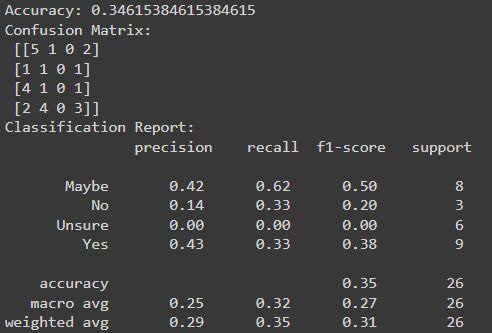 Accuracy: 0.34615384615384615
Confusion Matrix:
[[5 1 0 2]
[1 1 0 1]
[4 1 0 1]
[2 4 0 3]]
Classification Report:
precision recall f1-score support
Maybe 0.42 0.62 0.50 8
No 0.14 0.33 0.20 3
Unsure 0.00 0.00 0.00 6
Yes 0.43 0.33 0.38 9
accuracy 0.35 26
macro avg 0.25 0.32 0.27 26
weighted avg 0.29 0.35 0.31 26